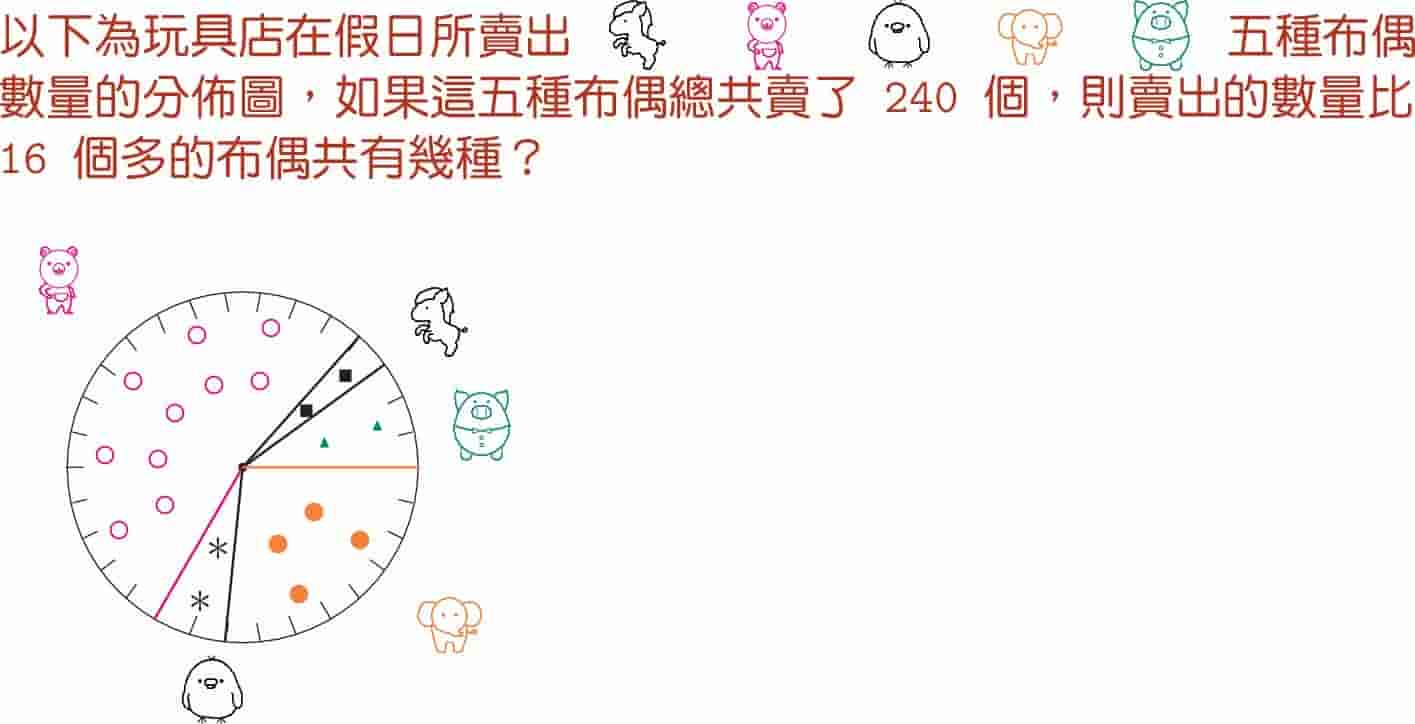 以下為玩具店在假日所賣出 五種布偶
數量的分佈圖，如果這五種布偶總共賣了 240 個，則賣出的數量比
16 個多的布偶共有幾種？